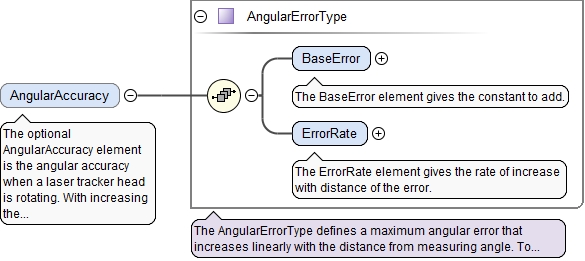 AngularErrorType
BaseError
The BaseError element gives the constant to add.
AngularAccuracy
The optional
AngularAccuracy element
is the angular accuracy
when a laser tracker head
is rotating. With increasing
the...
ErrorRate
The ErrorRate element gives the rate of increase
with distance of the error.
The AngularErrorType defines a maximum angular error that
increases linearly with the distance from measuring angle. To...